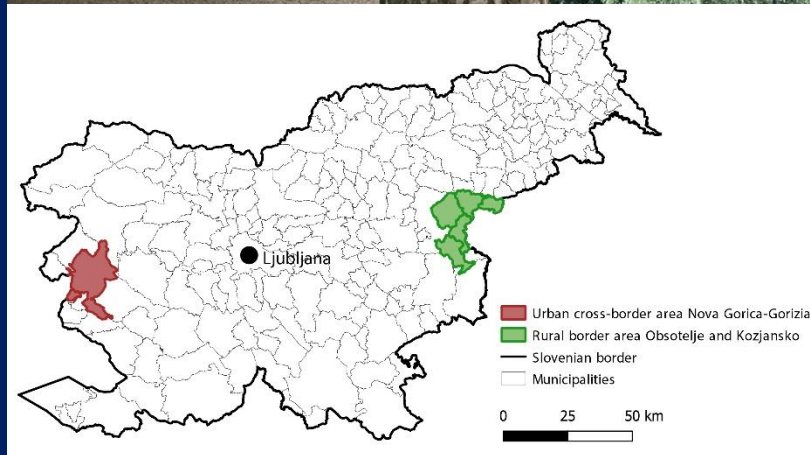 Ljubljana
Urban cross-border area Nova Gorica-Gorizia
Rural border area Obsotelje and Kozjansko
Slovenian border
Municipalities
0 25 50 km